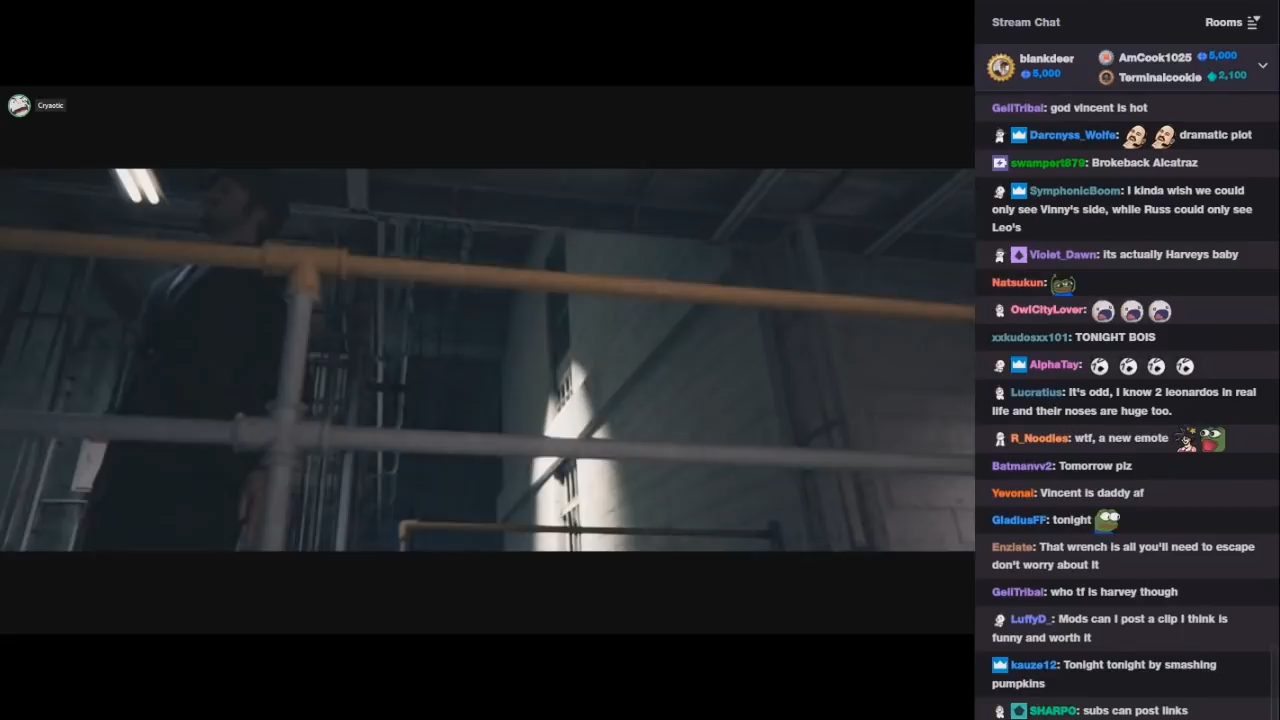 Cryaotic
Stream Chat
Rooms
blankdeer
5,000
AmCook1025 5,000
Terminalcookie 2,100
GellTribal: god vincent is hot
Darcnyss_Wolfe: dramatic plot
swampert879: Brokeback Alcatraz
SymphonicBoom: I kinda wish we could
only see Vinny's side, while Russ could only see
Leo's
Violet_Dawn: its actually Harveys baby
Natsukun:
OwlCityLover:
xxkudosxx101: TONIGHT BOIS
AlphaTay:
Lucratius: It's odd, I know 2 leonardos in real
life and their noses are huge too.
R_Noodles: wtf, a new emote
Batmanvv2: Tomorrow plz
Yevonai: Vincent is daddy af
GladiusFF: tonight
Enziate: That wrench is all you'll need to escape
don't worry about it
GellTribal: who tf is harvey though
LuffyD_: Mods can I post a clip I think is
funny and worth it
kauze12: Tonight tonight by smashing
pumpkins
SHARPO: subs can post links